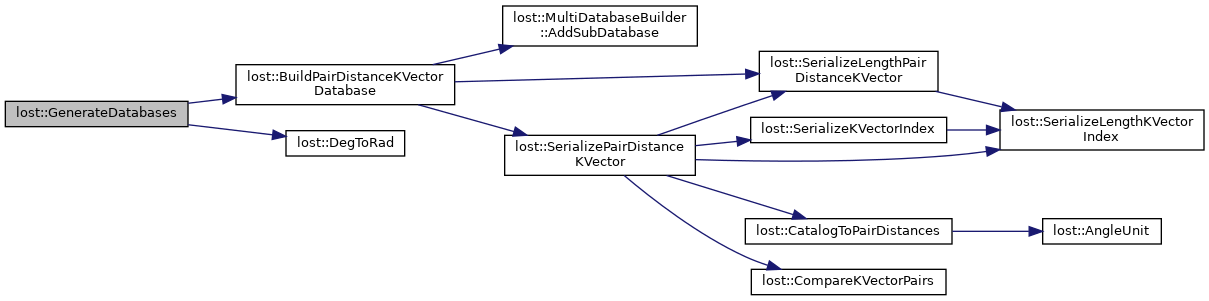 lost::GenerateDatabases
lost::BuildPairDistanceKVector
Database
lost::DegToRad
lost::MultiDatabaseBuilder
::AddSubDatabase
lost::SerializePairDistance
KVector
lost::SerializeLengthPair
DistanceKVector
lost::SerializeKVectorIndex
lost::CatalogToPairDistances
lost::CompareKVectorPairs
lost::SerializeLengthKVector
Index
lost::AngleUnit